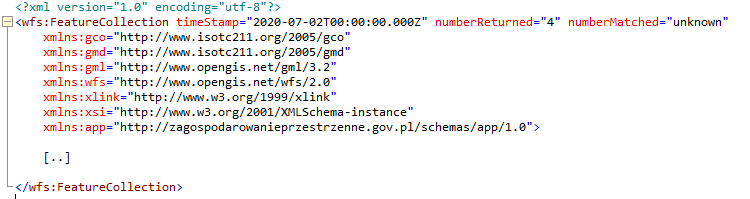 <?xml version="1.0" encoding="utf-8"?>
<wfs:FeatureCollection timeStamp="2020-07-02T00:00:00.000Z" numberReturned="4" numberMatched="unknown"
xmlns:gco="http://www.isotc211.org/2005/gco"
xmlns:gmd="http://www.isotc211.org/2005/gmd"
xmlns:gml="http://www.opengis.net/gml/3.2"
xmlns:wfs="http://www.opengis.net/wfs/2.0"
xmlns:xlink="http://www.w3.org/1999/xlink"
xmlns:xsi="http://www.w3.org/2001/XMLSchema-instance"
xmlns:app="http://zagospodarowanieprzestrzenne.gov.pl/schemas/app/1.0">
[..]
</wfs:FeatureCollection>